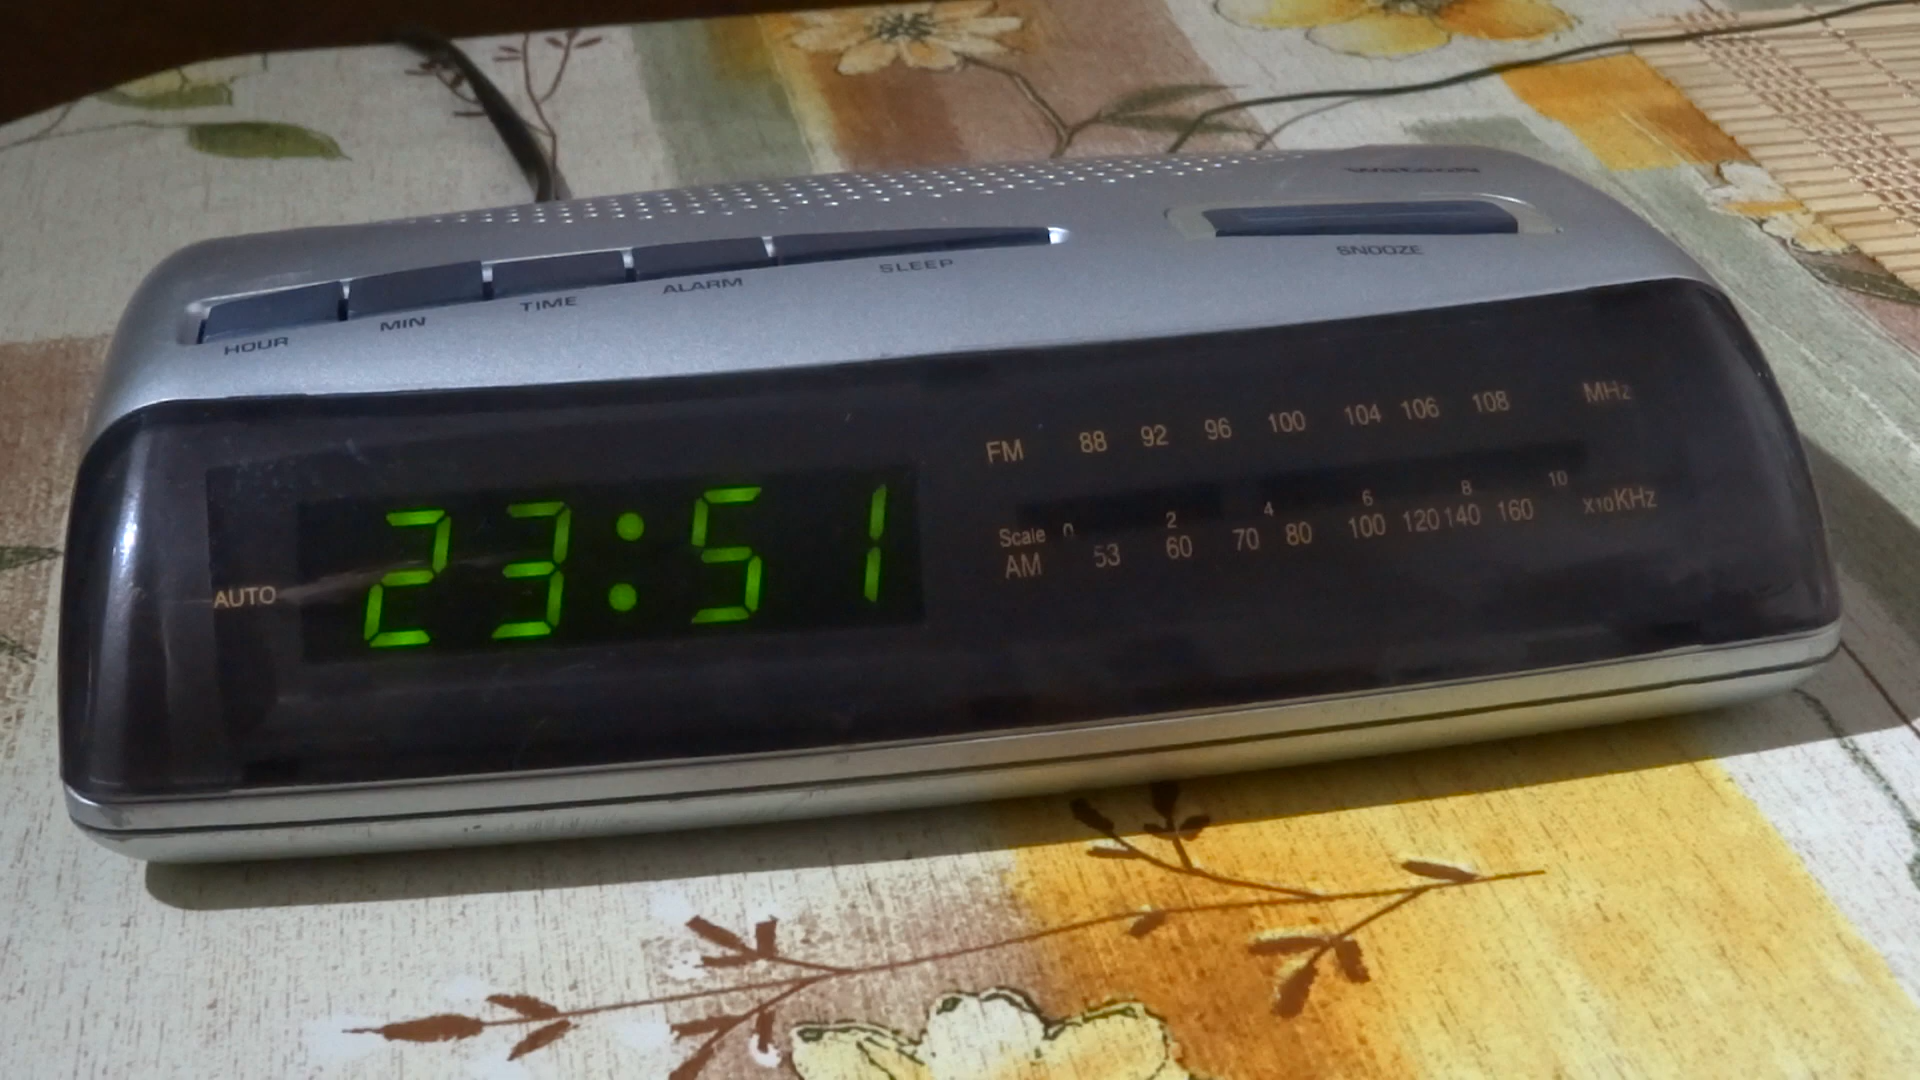 Watson
SNOOZE
SLEEP
ALARM
TIME
MIN
HOUR
FM 88 92 96 100 104 106 108 MHz
Scale 0 2 4 6 8 10
AM 53 60 70 80 100 120 140 160 x10KHz
AUTO
23:51